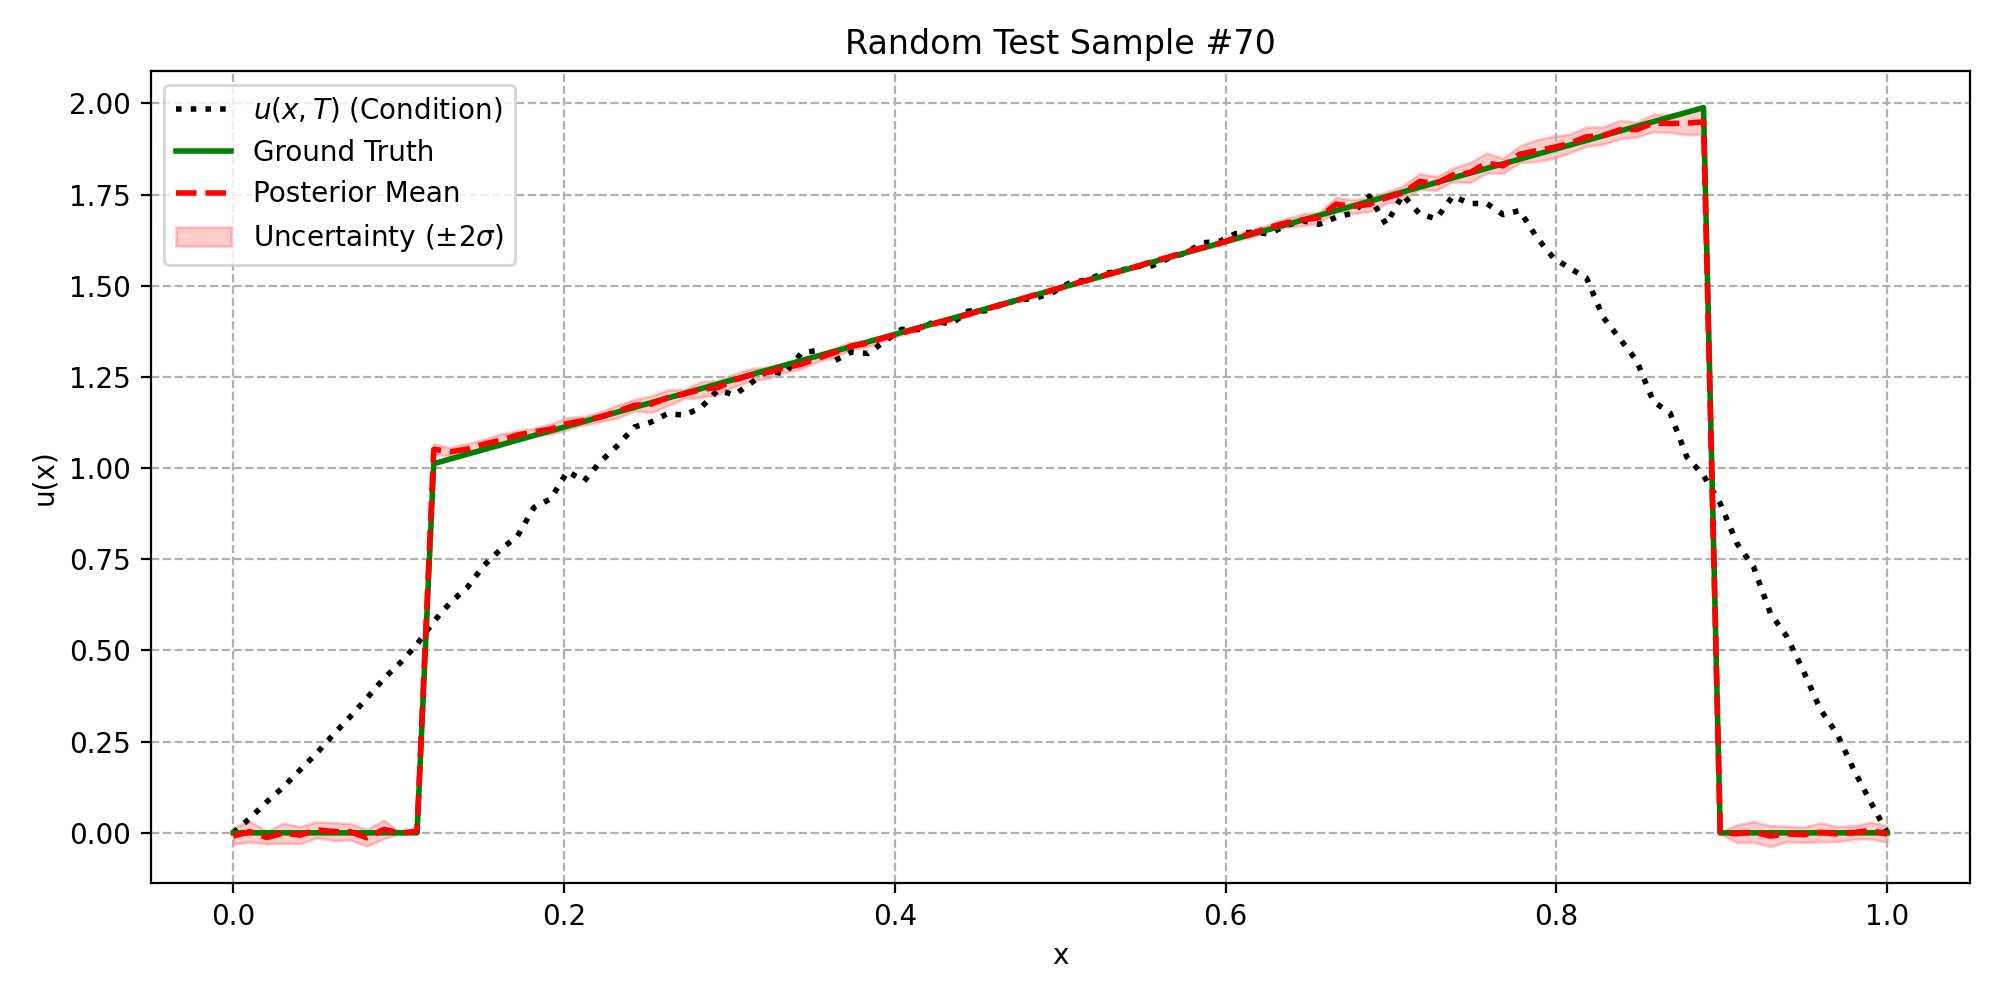 Random Test Sample #70
u(x, T) (Condition)
Ground Truth
Posterior Mean
Uncertainty (±2σ)
2.00
1.75
1.50
1.25
1.00
0.75
0.50
0.25
0.00
u(x)
0.0 0.2 0.4 0.6 0.8 1.0
x